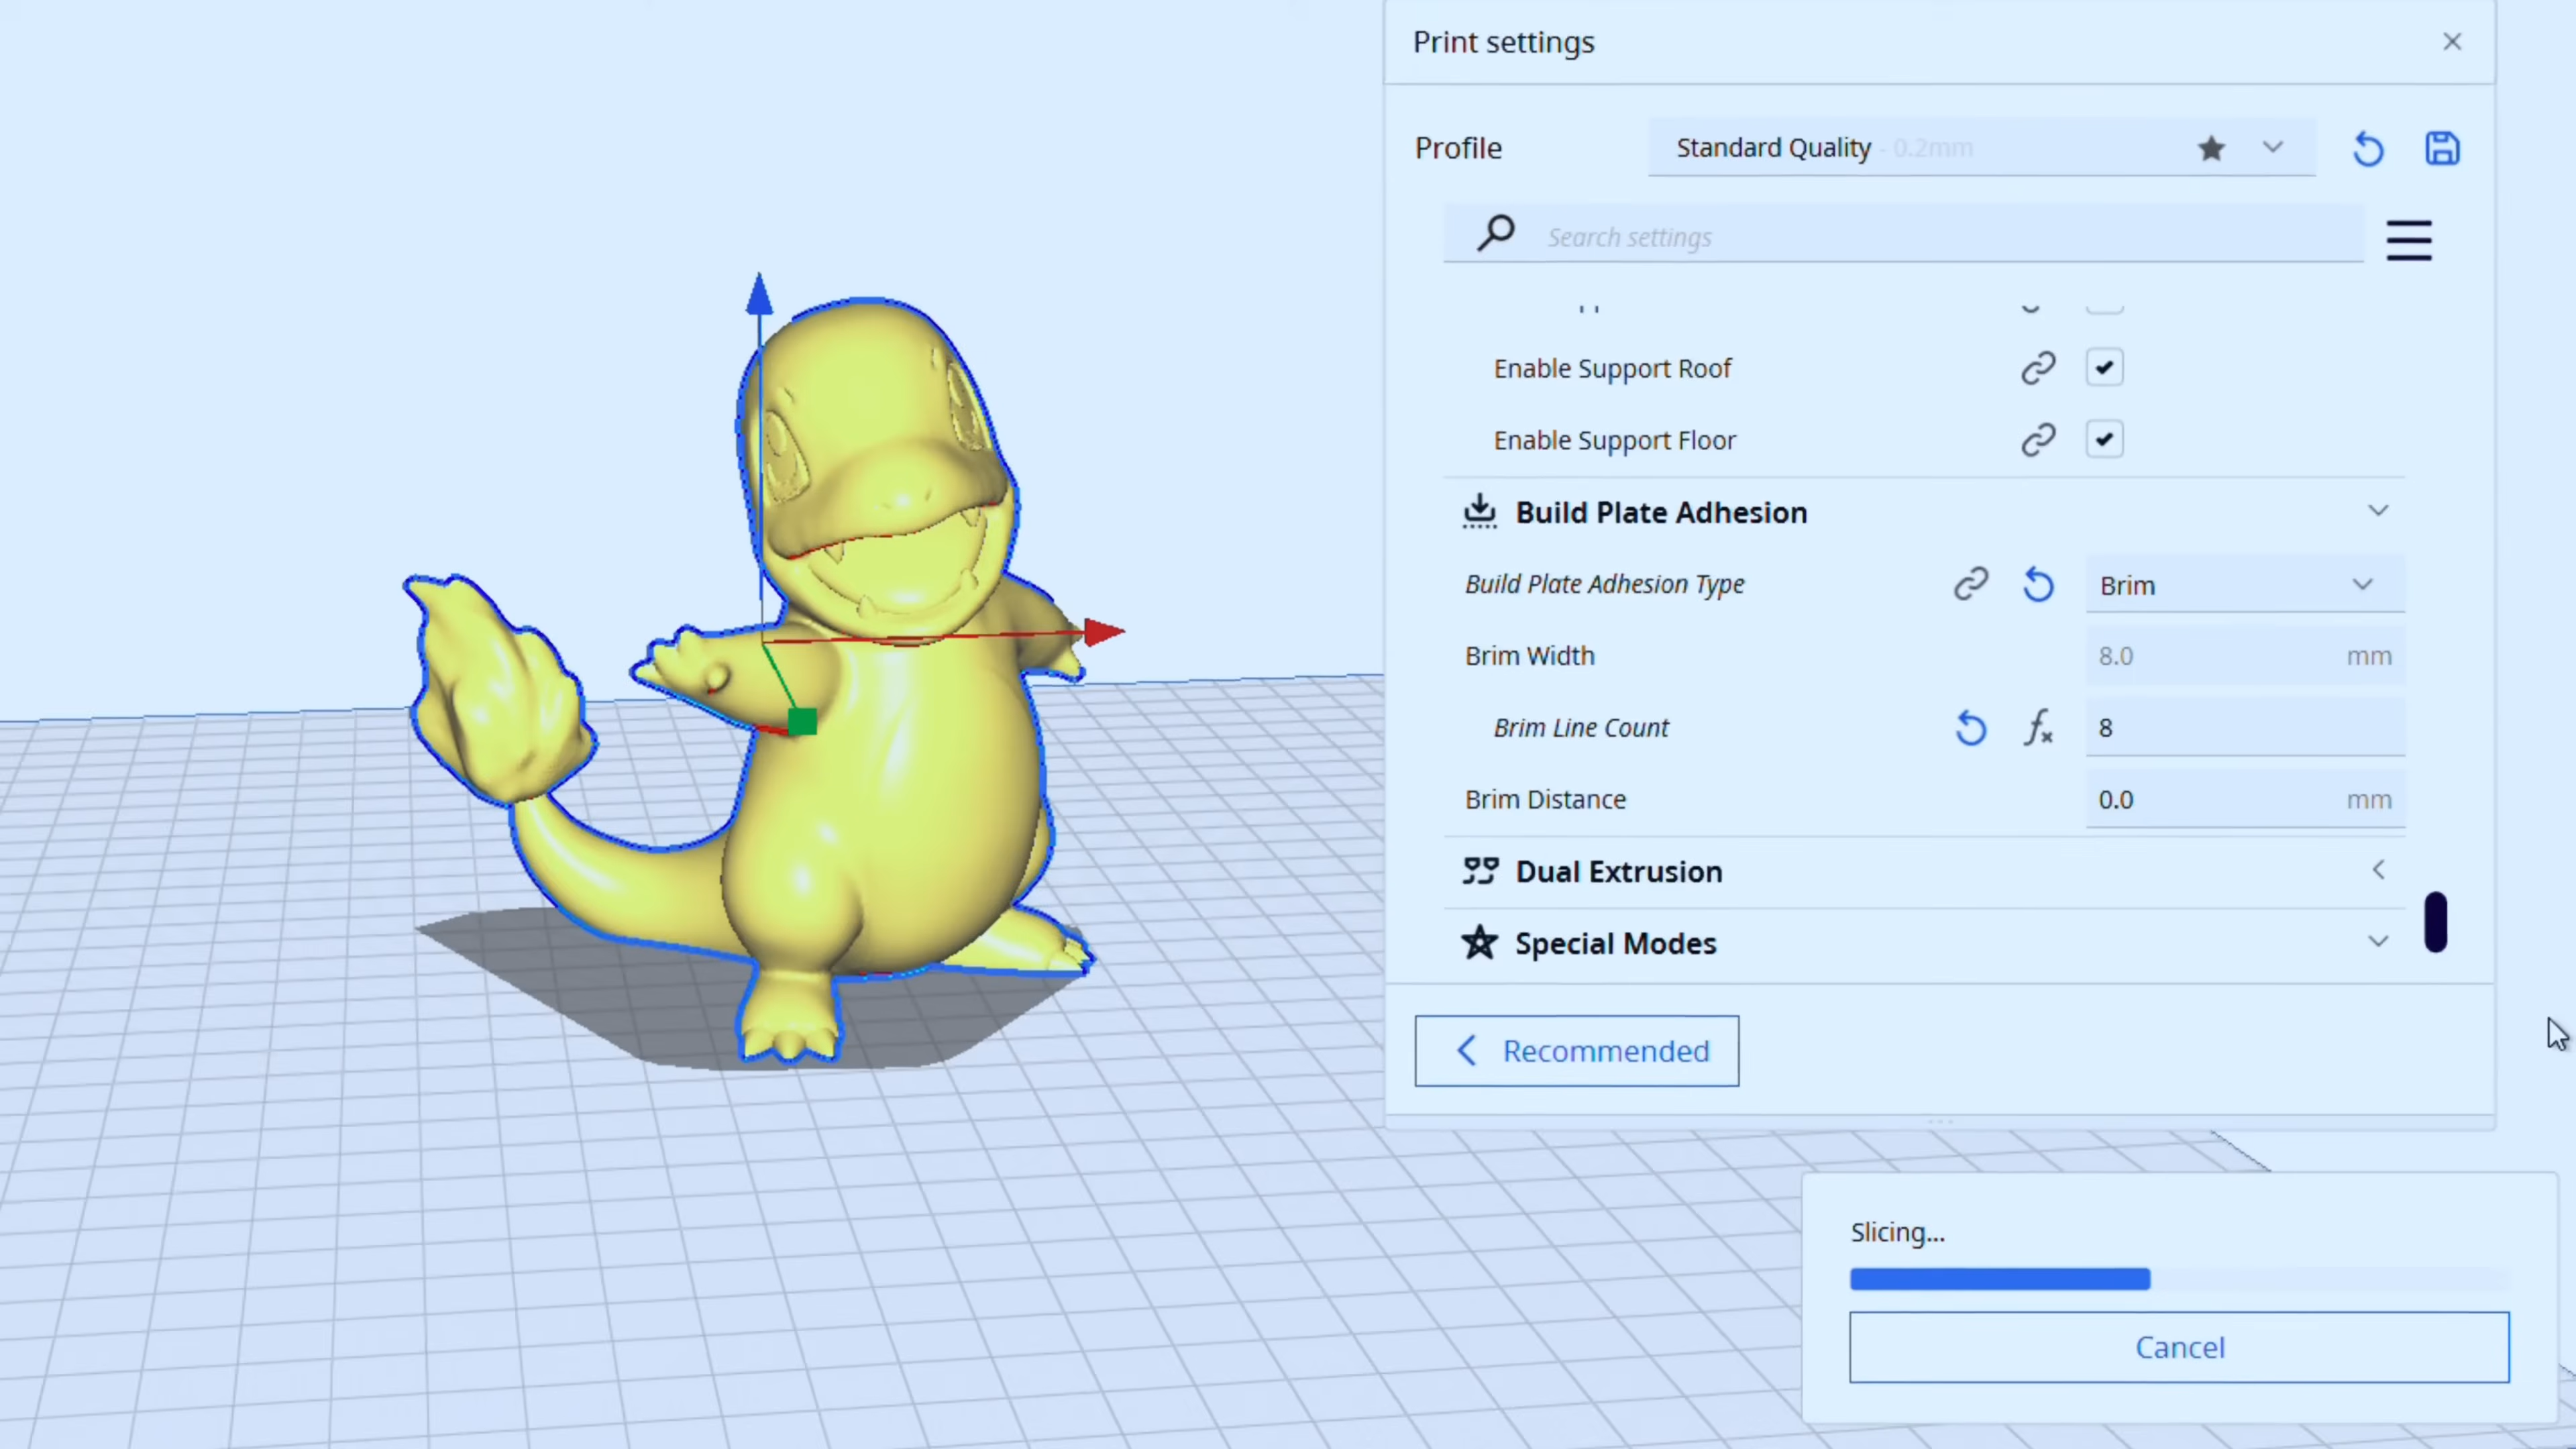 Print settings
Profile
Standard Quality - 0.2mm
Search settings
Enable Support Roof
Enable Support Floor
Build Plate Adhesion
Build Plate Adhesion Type
Brim
Brim Width
8.0 mm
Brim Line Count
8
Brim Distance
0.0 mm
Dual Extrusion
Special Modes
Recommended
Slicing...
Cancel